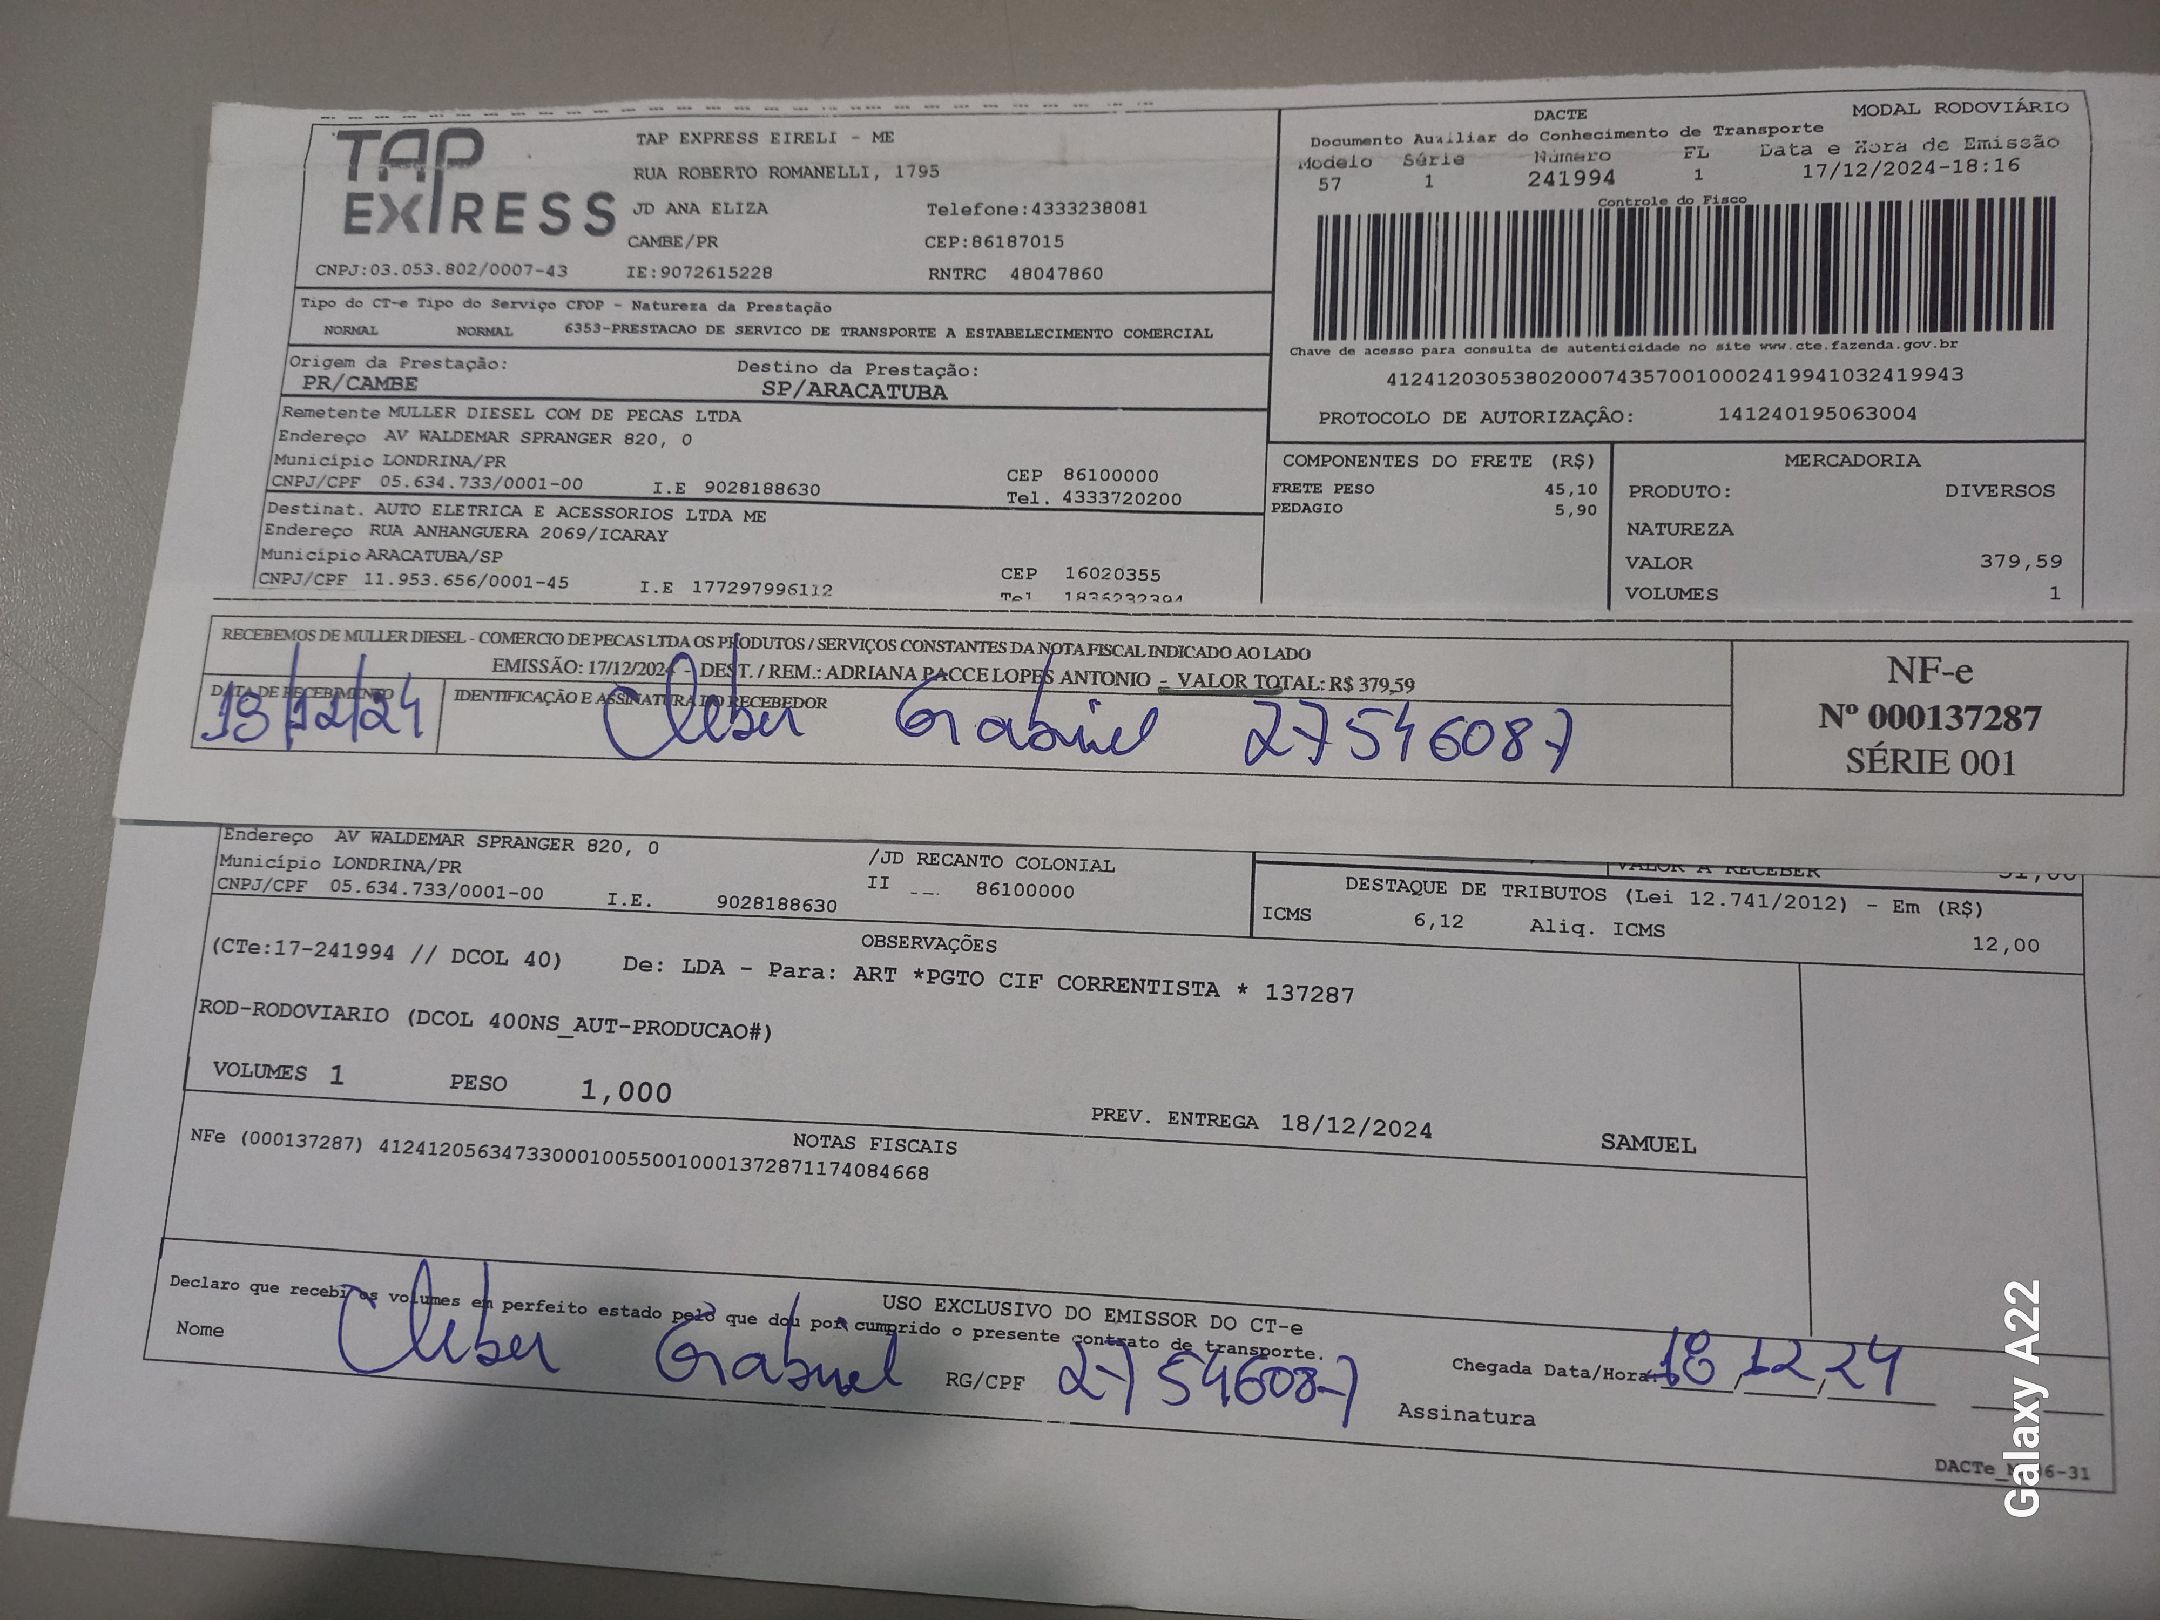 TAP EXPRESS
TAP EXPRESS EIRELI - ME
RUA ROBERTO ROMANELLI, 1795
JD ANA ELIZA Telefone:4333238081
CAMBE/PR CEP:86187015
CNPJ:03.053.802/0007-43 IE:9072615228 RNTRC 48047860
DACTE MODAL RODOVIÁRIO
Documento Auxiliar do Conhecimento de Transporte
Modelo Série Número FL Data e Hora de Emissão
57 1 241994 1 17/12/2024-18:16
Controle do Fisco
Chave de acesso para consulta de autenticidade no site www.cte.fazenda.gov.br
41241203053802000743570010002419941032419943
PROTOCOLO DE AUTORIZAÇÃO: 141240195063004
Tipo do CT-e Tipo do Serviço CFOP - Natureza da Prestação
NORMAL NORMAL 6353-PRESTACAO DE SERVICO DE TRANSPORTE A ESTABELECIMENTO COMERCIAL
Origem da Prestação: Destino da Prestação:
PR/CAMBE SP/ARACATUBA
Remetente MULLER DIESEL COM DE PECAS LTDA
Endereço AV WALDEMAR SPRANGER 820, 0
Município LONDRINA/PR CEP 86100000
CNPJ/CPF 05.634.733/0001-00 I.E 9028188630 Tel. 4333720200
Destinat. AUTO ELETRICA E ACESSORIOS LTDA ME
Endereço RUA ANHANGUERA 2069/ICARAY
Município ARACATUBA/SP CEP 16020355
CNPJ/CPF 11.953.656/0001-45 I.E 177297996112 Tel 1836232394
COMPONENTES DO FRETE (R$)
FRETE PESO 45,10
PEDAGIO 5,90
MERCADORIA
PRODUTO: DIVERSOS
NATUREZA
VALOR 379,59
VOLUMES 1
RECEBEMOS DE MULLER DIESEL - COMERCIO DE PECAS LTDA OS PRODUTOS / SERVIÇOS CONSTANTES DA NOTA FISCAL INDICADO AO LADO
EMISSÃO: 17/12/2024 - DEST. / REM.: ADRIANA PACCE LOPES ANTONIO - VALOR TOTAL: R$ 379,59
DATA DE RECEBIMENTO IDENTIFICAÇÃO E ASSINATURA DO RECEBEDOR
18/12/24 Cleber Gabriel 27546087
NF-e
Nº 000137287
SÉRIE 001
Endereço AV WALDEMAR SPRANGER 820, 0 /JD RECANTO COLONIAL
Município LONDRINA/PR II 86100000
CNPJ/CPF 05.634.733/0001-00 I.E. 9028188630
VALOR A RECEBER 51,00
DESTAQUE DE TRIBUTOS (Lei 12.741/2012) - Em (R$)
ICMS 6,12 Aliq. ICMS 12,00
OBSERVAÇÕES
(CTe:17-241994 // DCOL 40) De: LDA - Para: ART *PGTO CIF CORRENTISTA * 137287
ROD-RODOVIARIO (DCOL 400NS_AUT-PRODUCAO#)
VOLUMES 1 PESO 1,000 PREV. ENTREGA 18/12/2024 SAMUEL
NOTAS FISCAIS
NFe (000137287) 41241205634733000100550010001372871174084668
USO EXCLUSIVO DO EMISSOR DO CT-e
Declaro que recebi os volumes em perfeito estado pelo que dou por cumprido o presente contrato de transporte.
Nome Cleber Gabriel RG/CPF 27546087 Chegada Data/Hora: 18/12/24
Assinatura
Galaxy A22